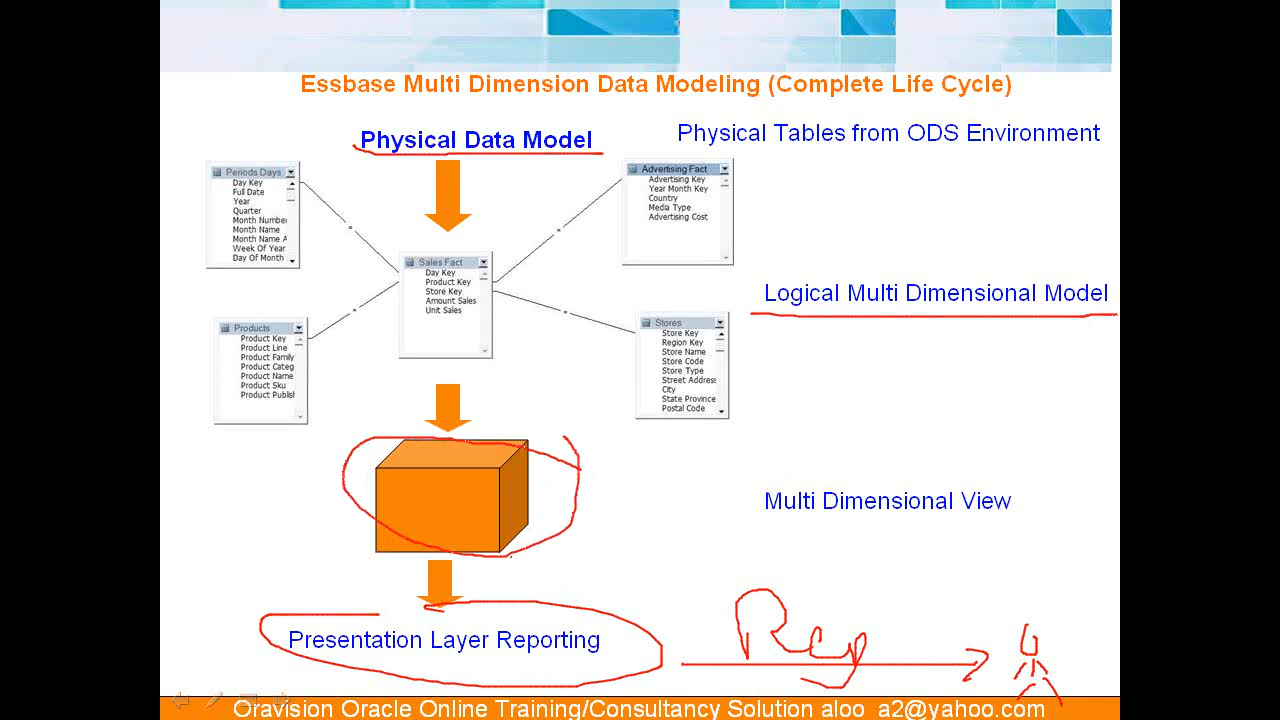 Essbase Multi Dimension Data Modeling (Complete Life Cycle)
Physical Data Model
Physical Tables from ODS Environment
Periods Days
Day Key
Full Date
Year
Quarter
Month Number
Month Name
Month Name A
Week Of Year
Day Of Month
Advertising Fact
Advertising Key
Year Month Key
Country
Media Type
Advertising Cost
Sales Fact
Day Key
Product Key
Store Key
Amount Sales
Unit Sales
Logical Multi Dimensional Model
Products
Product Key
Product Line
Product Family
Product Categ
Product Name
Product Sku
Product Publish
Stores
Store Key
Region Key
Store Name
Store Code
Store Type
Street Address
City
State Province
Postal Code
Multi Dimensional View
Presentation Layer Reporting
Oravision Oracle Online Training/Consultancy Solution aloo_a2@yahoo.com